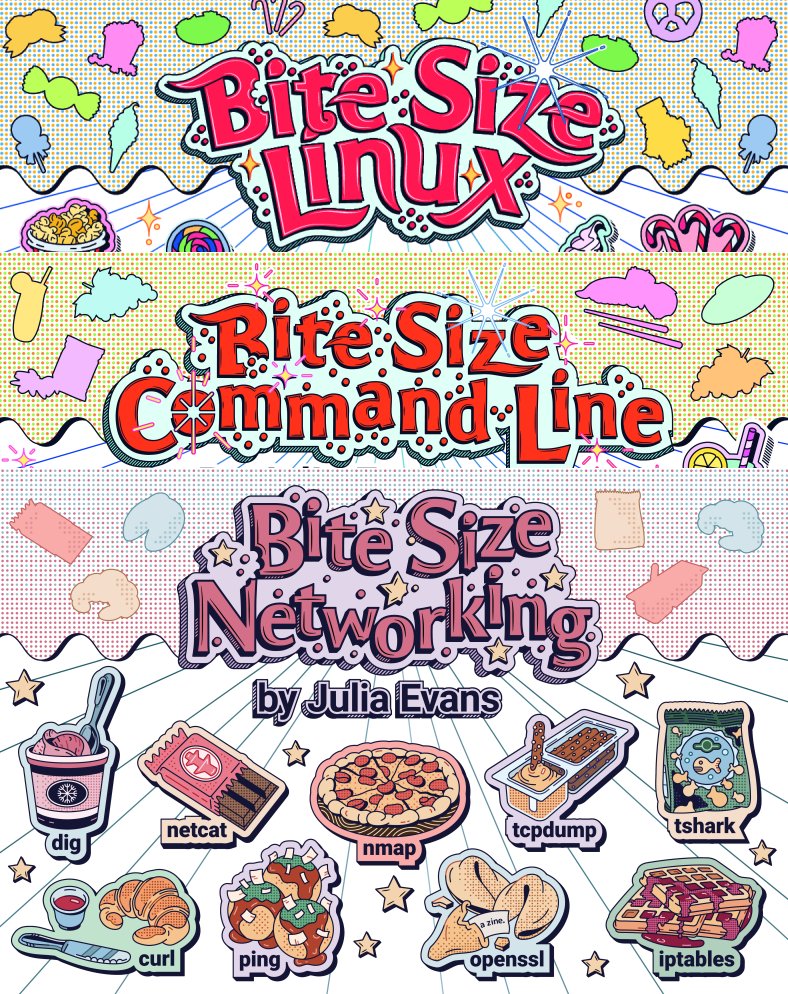 Bite Size
Linux
Bite Size
Command Line
Bite Size
Networking
by Julia Evans
dig
netcat
nmap
tcpdump
tshark
curl
ping
a zine.
openssl
iptables